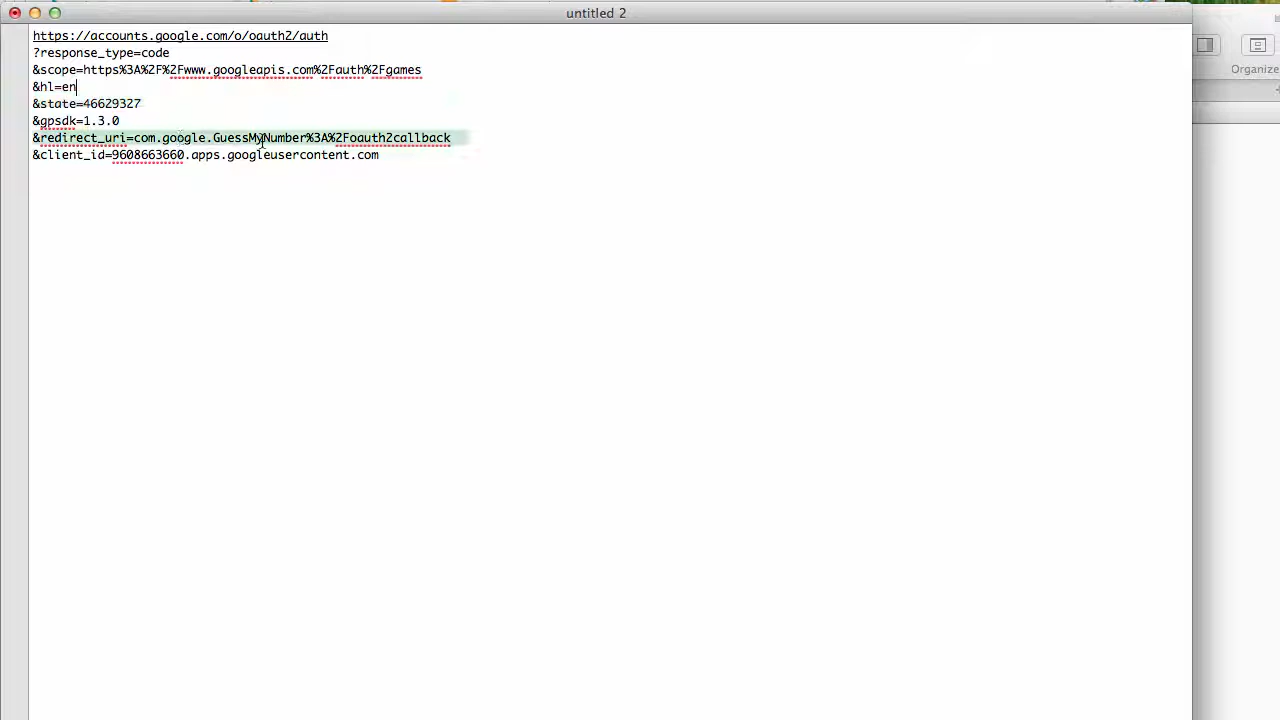 untitled 2
https://accounts.google.com/o/oauth2/auth
?response_type=code
&scope=https%3A%2F%2Fwww.googleapis.com%2Fauth%2Fgames
&hl=en
&state=46629327
&gpsdk=1.3.0
&redirect_uri=com.google.GuessMyNumber%3A%2Foauth2callback
&client_id=9608663660.apps.googleusercontent.com
Organize